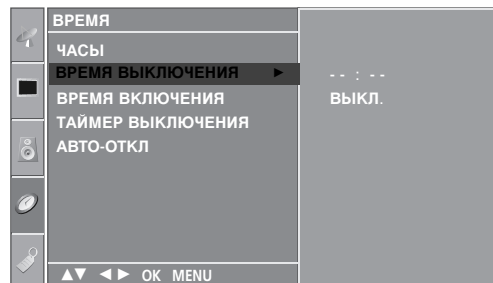 ВРЕМЯ
ЧАСЫ
ВРЕМЯ ВЫКЛЮЧЕНИЯ ►
- - : - -
ВРЕМЯ ВКЛЮЧЕНИЯ
ВЫКЛ.
ТАЙМЕР ВЫКЛЮЧЕНИЯ
АВТО-ОТКЛ
▲▼ ◄► OK MENU